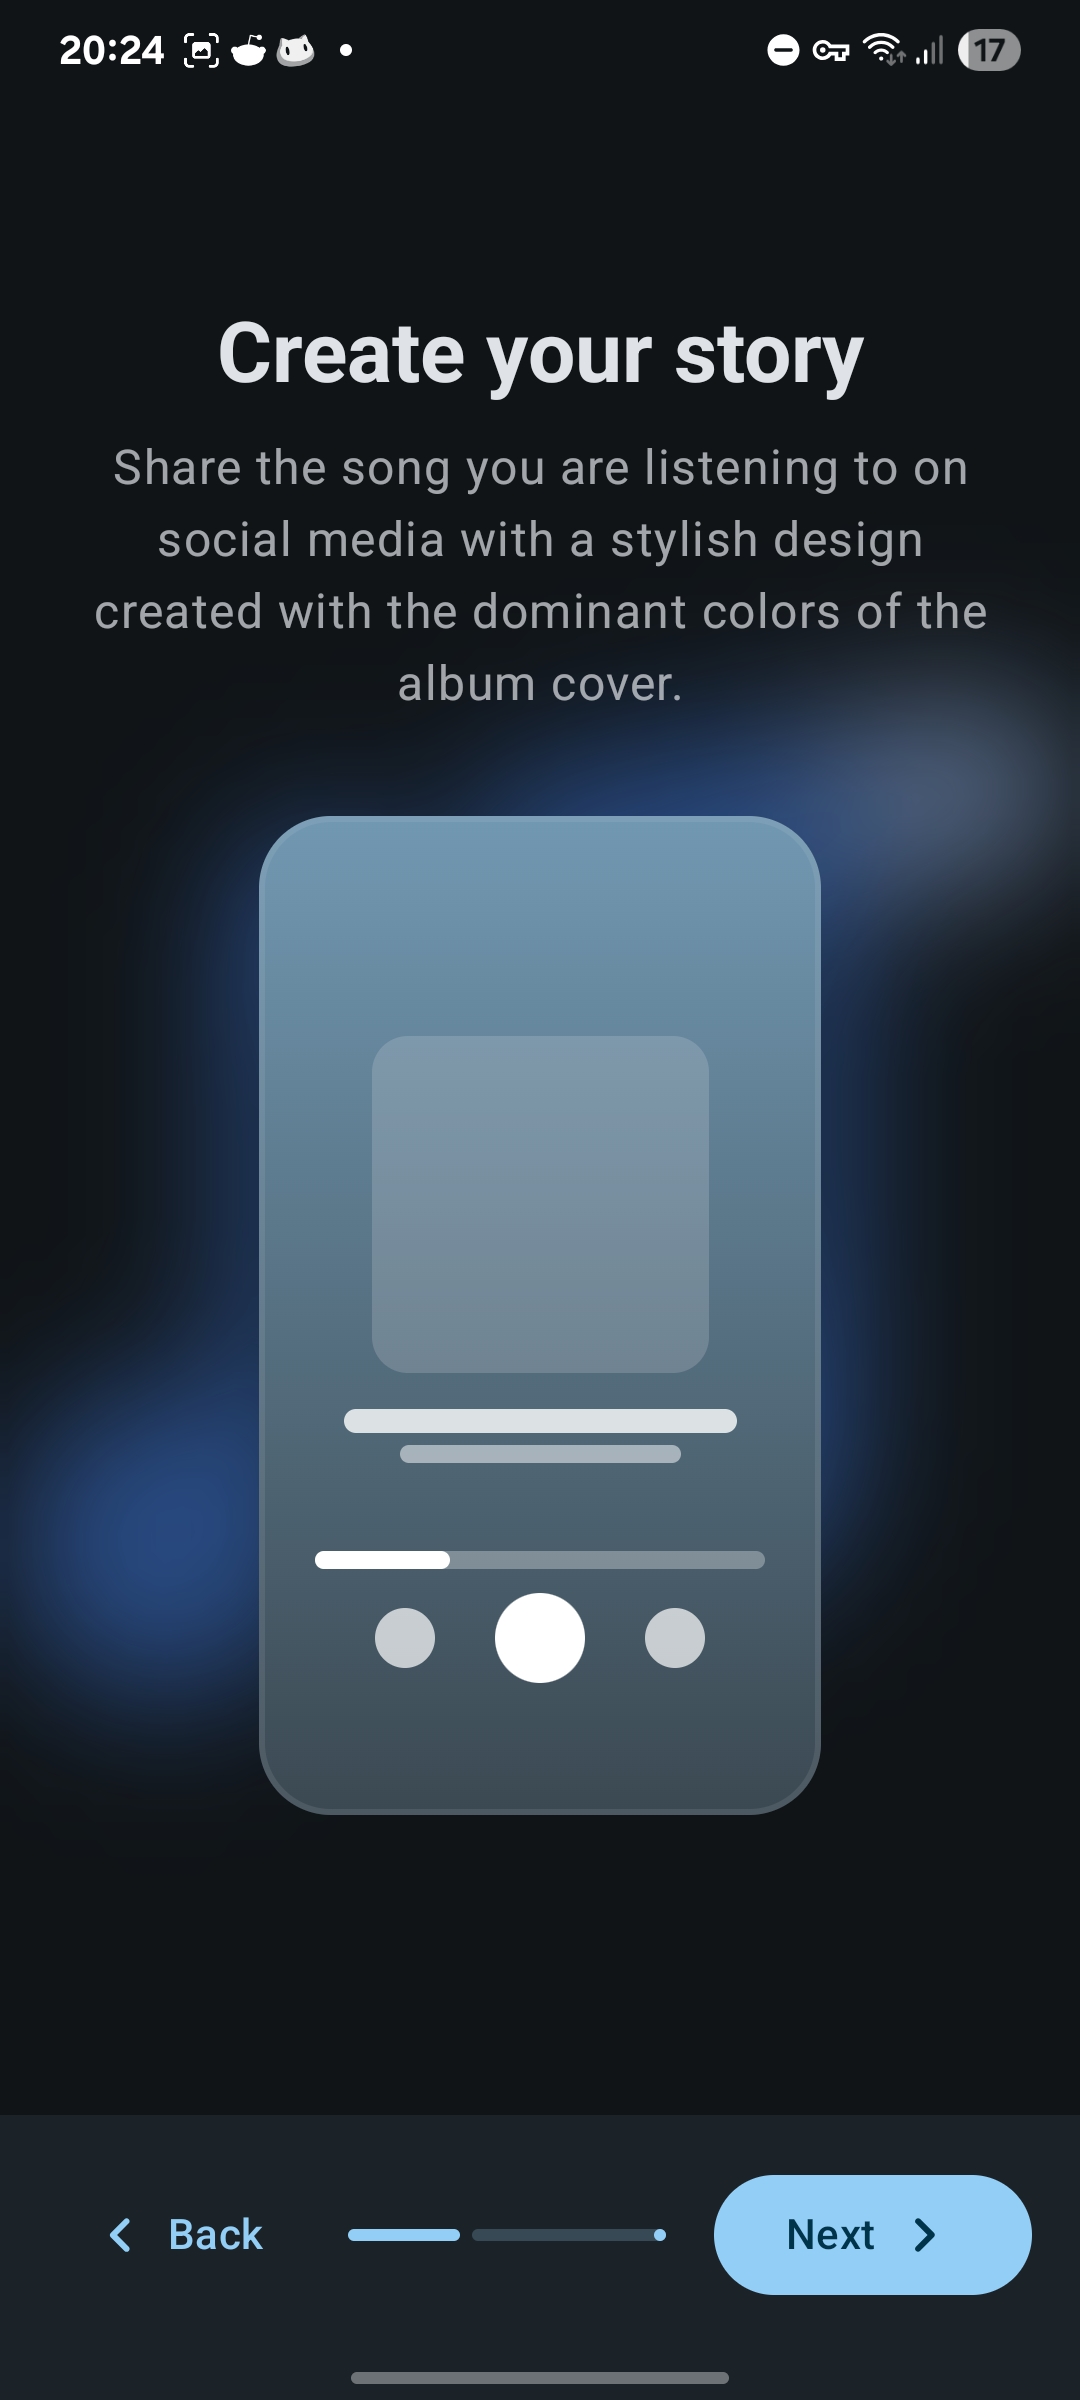 20:24
17
Create your story
Share the song you are listening to on
social media with a stylish design
created with the dominant colors of the
album cover.
Back
Next